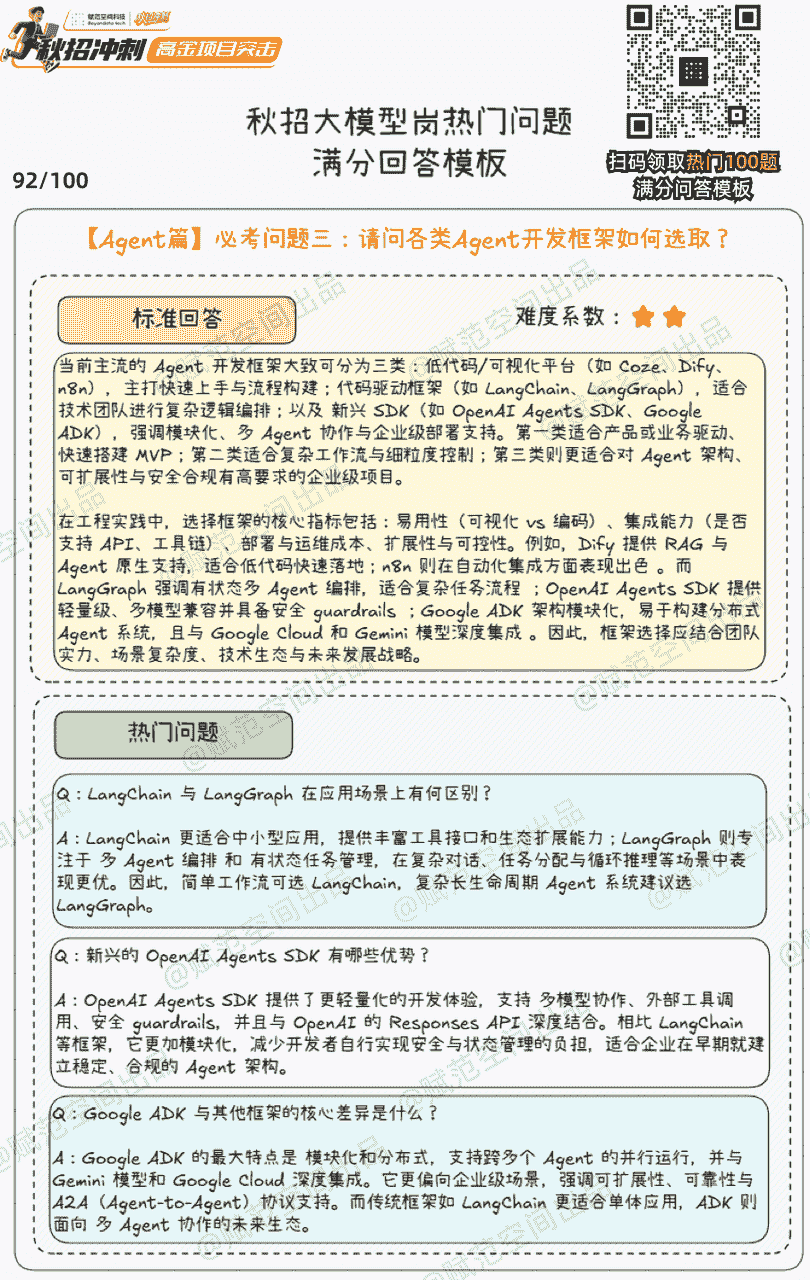 赋范空间科技
秋招冲刺 高金项目突击
秋招大模型岗热门问题
满分回答模板
扫码领取热门100题
满分问答模板
92/100
【Agent篇】必考问题三：请问各类Agent开发框架如何选取？
标准回答
难度系数：
当前主流的 Agent 开发框架大致可分为三类：低代码/可视化平台（如 Coze、Dify、
n8n），主打快速上手与流程构建；代码驱动框架（如 LangChain、LangGraph），适合
技术团队进行复杂逻辑编排；以及 新兴 SDK（如 OpenAI Agents SDK、Google
ADK），强调模块化、多 Agent 协作与企业级部署支持。第一类适合产品或业务驱动、
快速搭建 MVP；第二类适合复杂工作流与细粒度控制；第三类则更适合对 Agent 架构、
可扩展性与安全合规有高要求的企业级项目。
在工程实践中，选择框架的核心指标包括：易用性（可视化 vs 编码）、集成能力（是否
支持 API、工具链）、部署与运维成本、扩展性与可控性。例如，Dify 提供 RAG 与
Agent 原生支持，适合低代码快速落地；n8n 则在自动化集成方面表现出色 。而
LangGraph 强调有状态多 Agent 编排，适合复杂任务流程 ；OpenAI Agents SDK 提供
轻量级、多模型兼容并具备安全 guardrails ；Google ADK 架构模块化，易于构建分布式
Agent 系统，且与 Google Cloud 和 Gemini 模型深度集成 。因此，框架选择应结合团队
实力、场景复杂度、技术生态与未来发展战略。
热门问题
Q：LangChain 与 LangGraph 在应用场景上有何区别？
A：LangChain 更适合中小型应用，提供丰富工具接口和生态扩展能力；LangGraph 则专
注于 多 Agent 编排 和 有状态任务管理，在复杂对话、任务分配与循环推理等场景中表
现更优。因此，简单工作流可选 LangChain，复杂长生命周期 Agent 系统建议选
LangGraph。
Q：新兴的 OpenAI Agents SDK 有哪些优势？
A：OpenAI Agents SDK 提供了更轻量化的开发体验，支持 多模型协作、外部工具调
用、安全 guardrails，并且与 OpenAI 的 Responses API 深度结合。相比 LangChain
等框架，它更加模块化，减少开发者自行实现安全与状态管理的负担，适合企业在早期就建
立稳定、合规的 Agent 架构。
Q：Google ADK 与其他框架的核心差异是什么？
A：Google ADK 的最大特点是 模块化和分布式，支持跨多个 Agent 的并行运行，并与
Gemini 模型和 Google Cloud 深度集成。它更偏向企业级场景，强调可扩展性、可靠性与
A2A（Agent-to-Agent）协议支持。而传统框架如 LangChain 更适合单体应用，ADK 则
面向 多 Agent 协作的未来生态。
@赋范空间出品